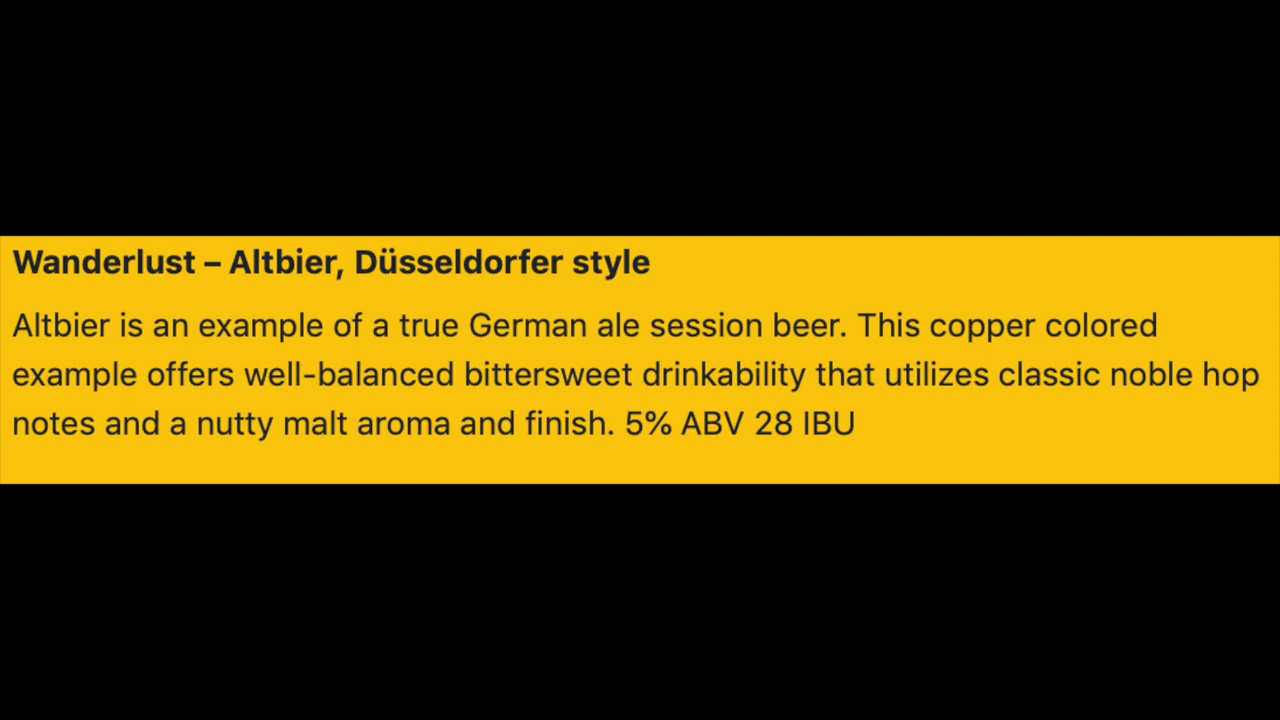 Wanderlust – Altbier, Düsseldorfer style
Altbier is an example of a true German ale session beer. This copper colored
example offers well-balanced bittersweet drinkability that utilizes classic noble hop
notes and a nutty malt aroma and finish. 5% ABV 28 IBU